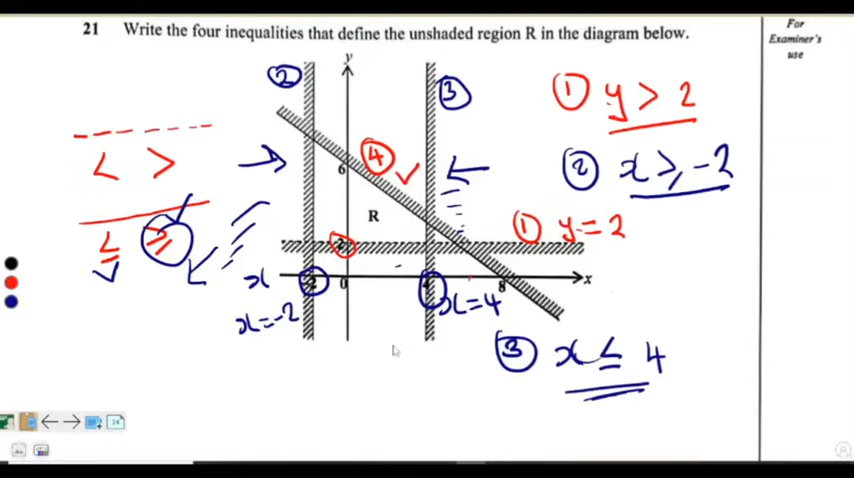 21 Write the four inequalities that define the unshaded region R in the diagram below.
For
Examiner's
use
y
② ③ ① y > 2
④ ✓
< >
② x ≥ -2
6
R
≤ ≥
2
① y = 2
x -2 0 4 8 x
x = -2 x = 4
③ x ≤ 4
24